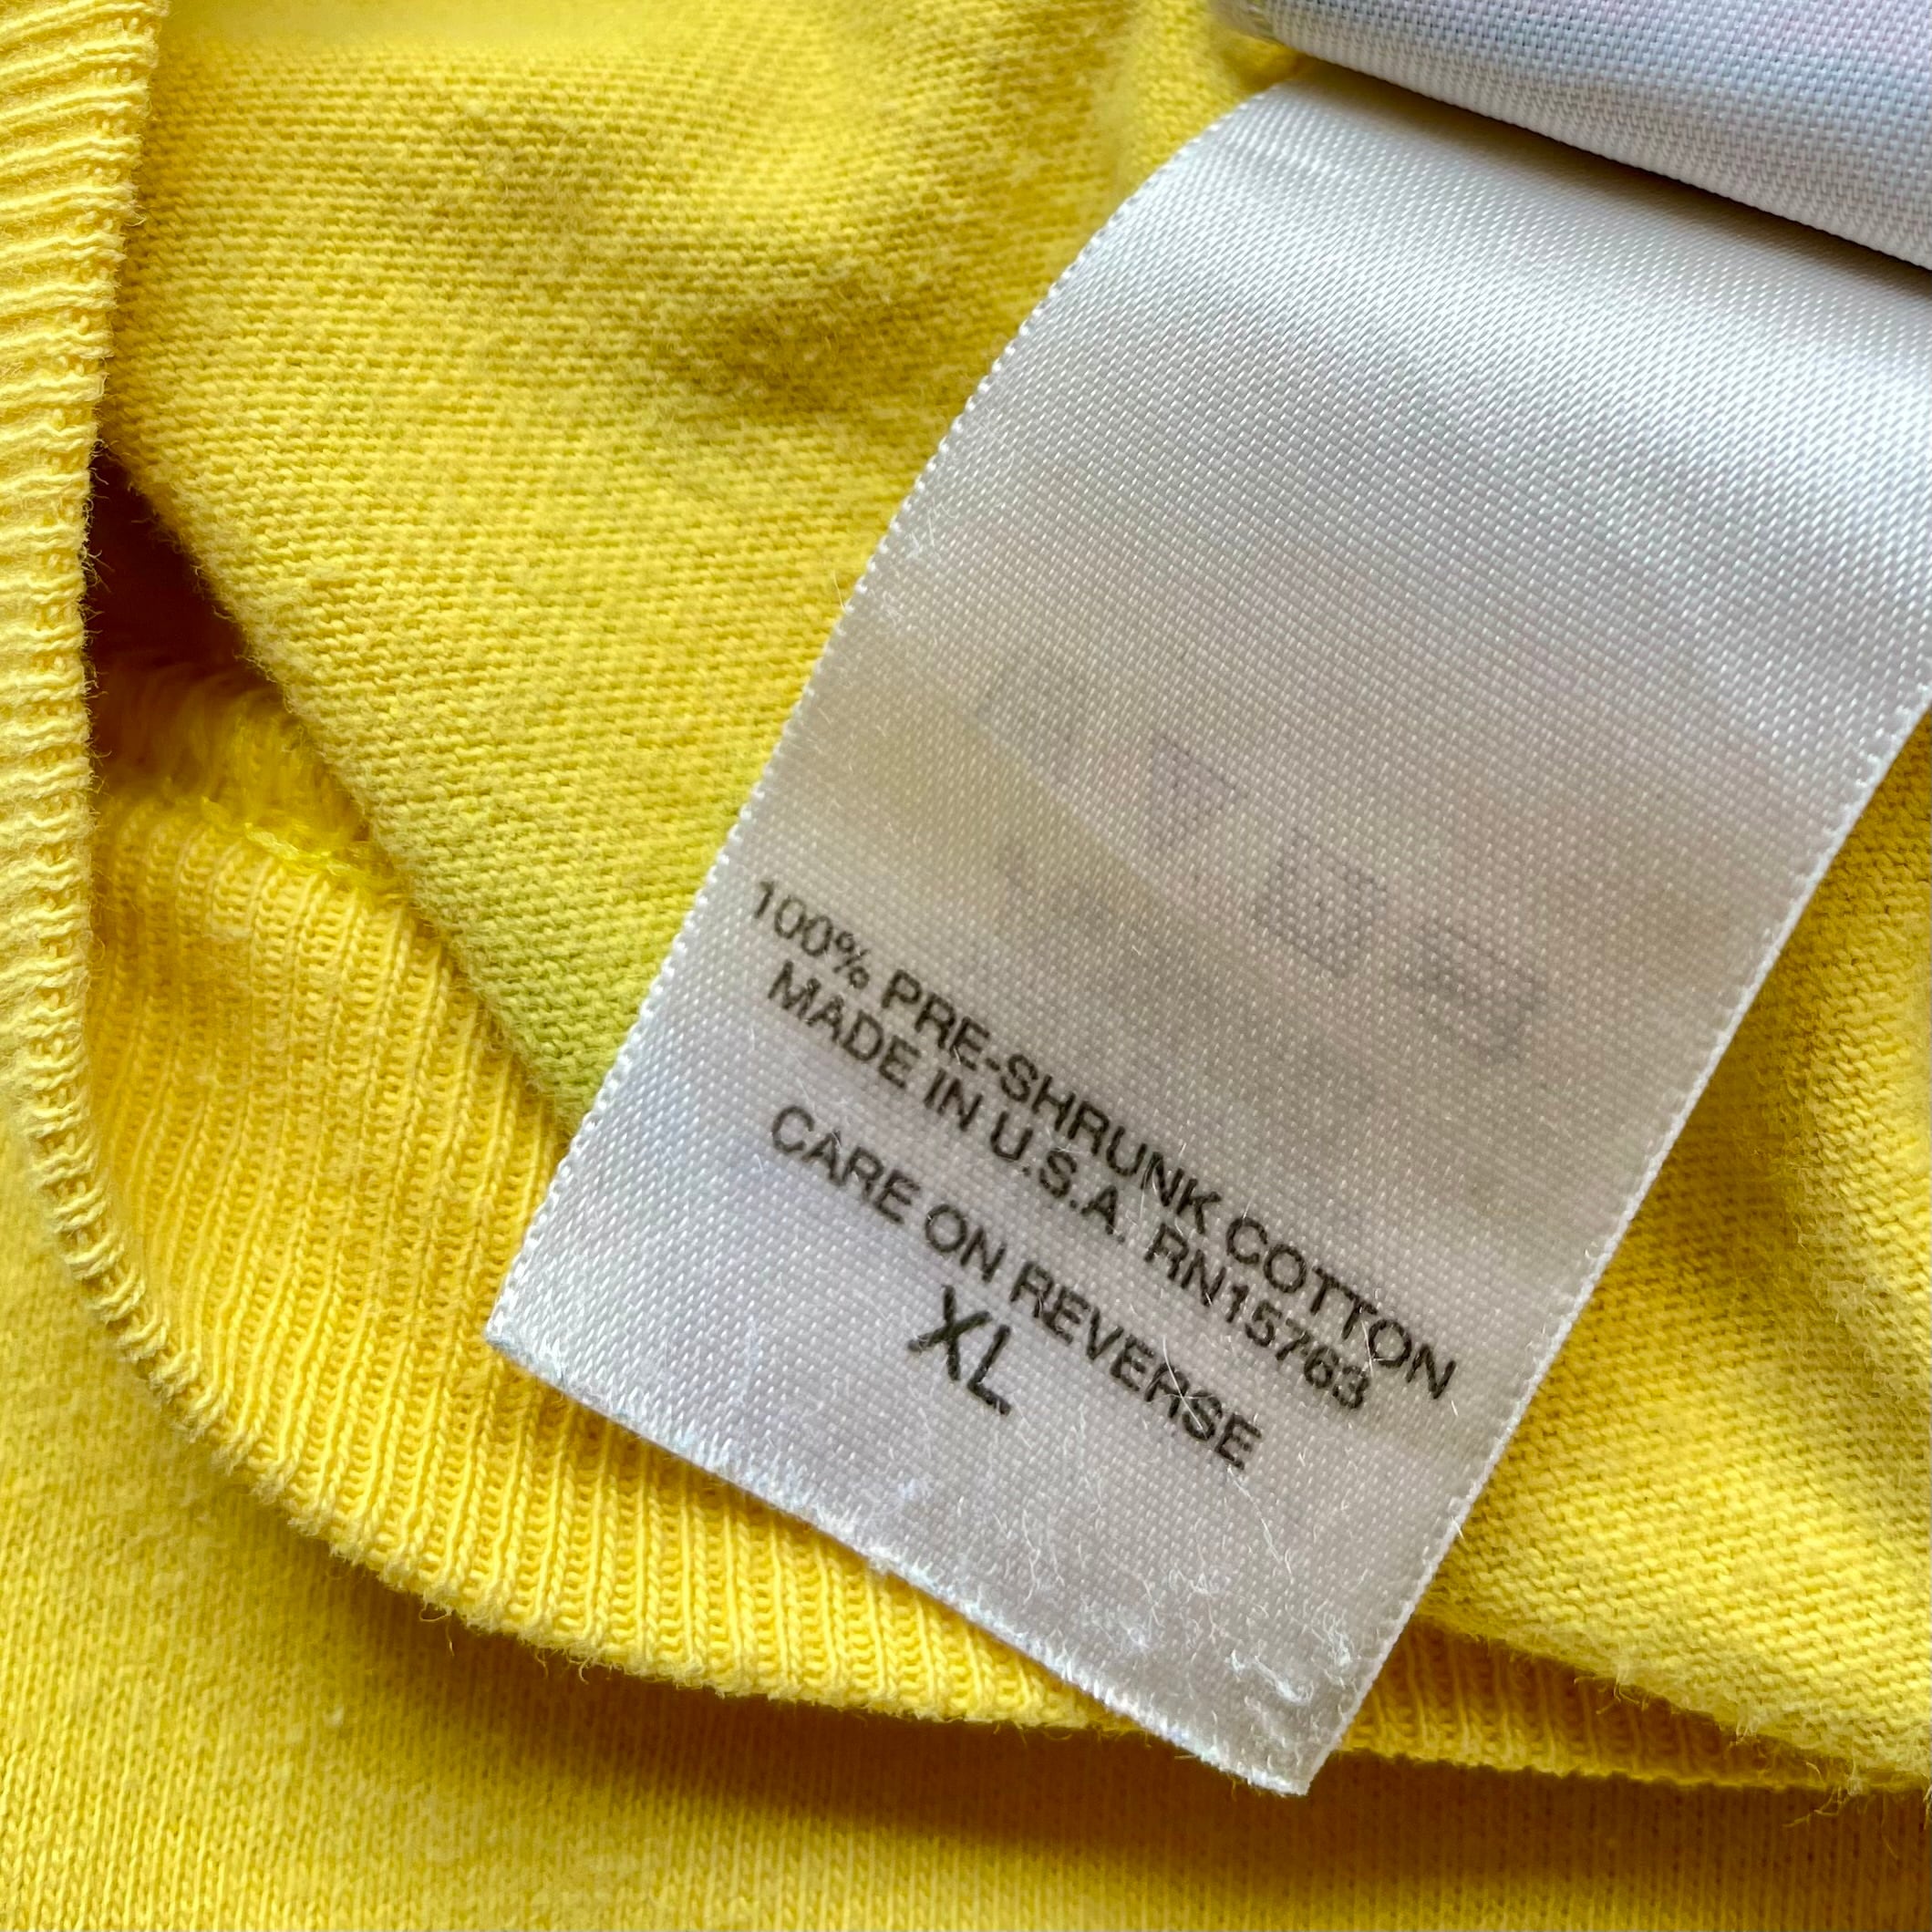 100% PRE-SHRUNK COTTON
MADE IN U.S.A. RN15763
CARE ON REVERSE
XL